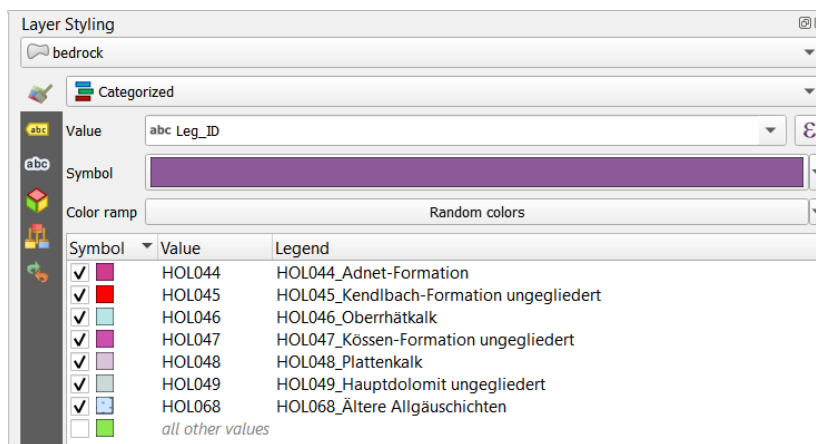 Layer Styling
bedrock
Categorized
abc
Value
abc Leg_ID
ε
abc
Symbol
Color ramp
Random colors
Symbol Value Legend
HOL044 HOL044_Adnet-Formation
HOL045 HOL045_Kendlbach-Formation ungegliedert
HOL046 HOL046_Oberrhätkalk
HOL047 HOL047_Kössen-Formation ungegliedert
HOL048 HOL048_Plattenkalk
HOL049 HOL049_Hauptdolomit ungegliedert
HOL068 HOL068_Ältere Allgäuschichten
all other values